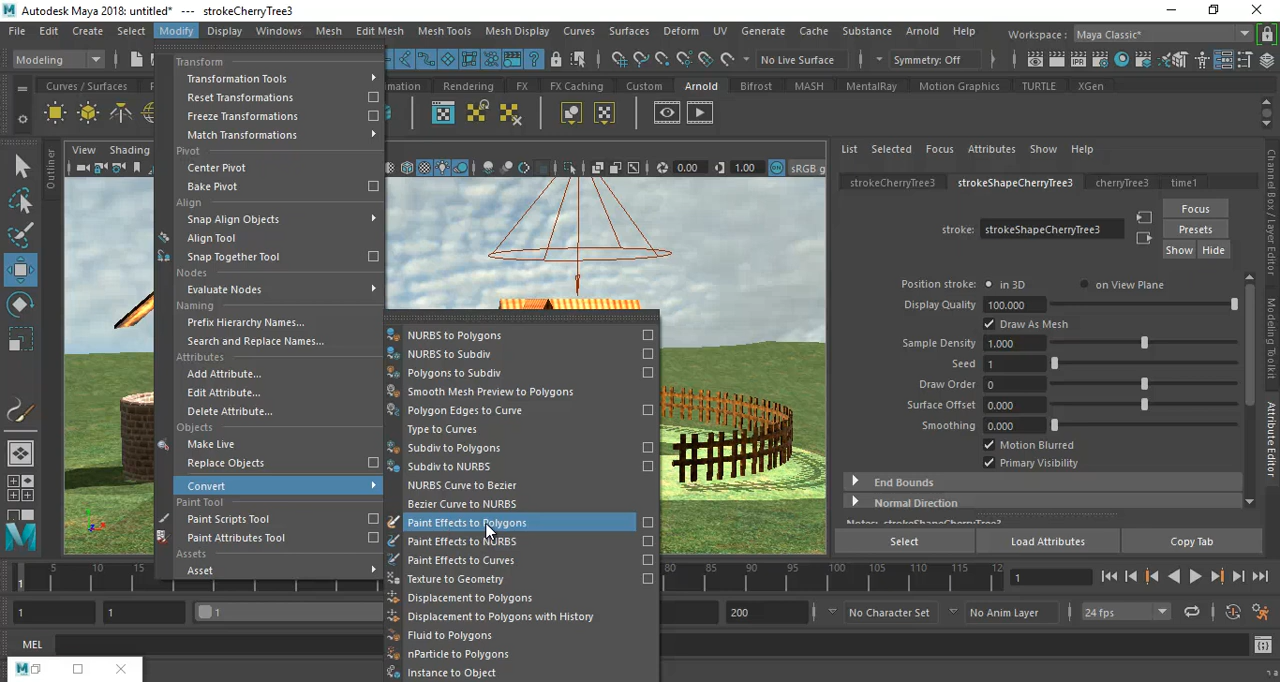 Autodesk Maya 2018: untitled* --- strokeCherryTree3
File Edit Create Select Modify Display Windows Mesh Edit Mesh Mesh Tools Mesh Display Curves Surfaces Deform UV Generate Cache Substance Arnold Help Workspace : Maya Classic*
Modeling No Live Surface Symmetry: Off
Curves / Surfaces Rendering FX FX Caching Custom Arnold Bifrost MASH MentalRay Motion Graphics TURTLE XGen
Transform
Transformation Tools
Reset Transformations
Freeze Transformations
Match Transformations
Pivot
Center Pivot
Bake Pivot
Align
Snap Align Objects
Align Tool
Snap Together Tool
Nodes
Evaluate Nodes
Naming
Prefix Hierarchy Names...
Search and Replace Names...
Attributes
Add Attribute...
Edit Attribute...
Delete Attribute...
Objects
Make Live
Replace Objects
Convert
Paint Tool
Paint Scripts Tool
Paint Attributes Tool
Assets
Asset
NURBS to Polygons
NURBS to Subdiv
Polygons to Subdiv
Smooth Mesh Preview to Polygons
Polygon Edges to Curve
Type to Curves
Subdiv to Polygons
Subdiv to NURBS
NURBS Curve to Bezier
Bezier Curve to NURBS
Paint Effects to Polygons
Paint Effects to NURBS
Paint Effects to Curves
Texture to Geometry
Displacement to Polygons
Displacement to Polygons with History
Fluid to Polygons
nParticle to Polygons
Instance to Object
Outliner
View Shading
0.00 1.00 ON sRGB g
List Selected Focus Attributes Show Help
strokeCherryTree3 strokeShapeCherryTree3 cherryTree3 time1
Focus
stroke: strokeShapeCherryTree3 Presets
Show Hide
Position stroke: in 3D on View Plane
Display Quality 100.000
Draw As Mesh
Sample Density 1.000
Seed 1
Draw Order 0
Surface Offset 0.000
Smoothing 0.000
Motion Blurred
Primary Visibility
End Bounds
Normal Direction
Notes: strokeShapeCherryTree3
Select Load Attributes Copy Tab
Channel Box / Layer Editor
Modeling Toolkit
Attribute Editor
5 10 15 80 85 90 95 100 105 110 115 12
1 1
1 1 1 200 No Character Set No Anim Layer 24 fps
MEL